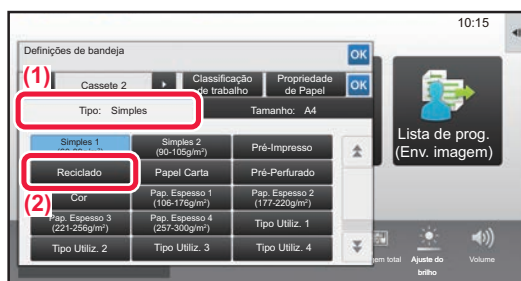 10:15
Definições de bandeja
OK
(1)
Cassete 2
Classificação
de trabalho
Propriedade
de Papel
OK
Tipo: Simples
Tamanho: A4
Simples 1
Simples 2
(90-105g/m²)
Pré-Impresso
Reciclado
Papel Carta
Pré-Perfurado
(2)
Cor
Pap. Espesso 1
(106-176g/m²)
Pap. Espesso 2
(177-220g/m²)
Pap. Espesso 3
(221-256g/m²)
Pap. Espesso 4
(257-300g/m²)
Tipo Utiliz. 1
Tipo Utiliz. 2
Tipo Utiliz. 3
Tipo Utiliz. 4
Lista de prog.
(Env. imagem)
total
Ajuste do
brilho
Volume